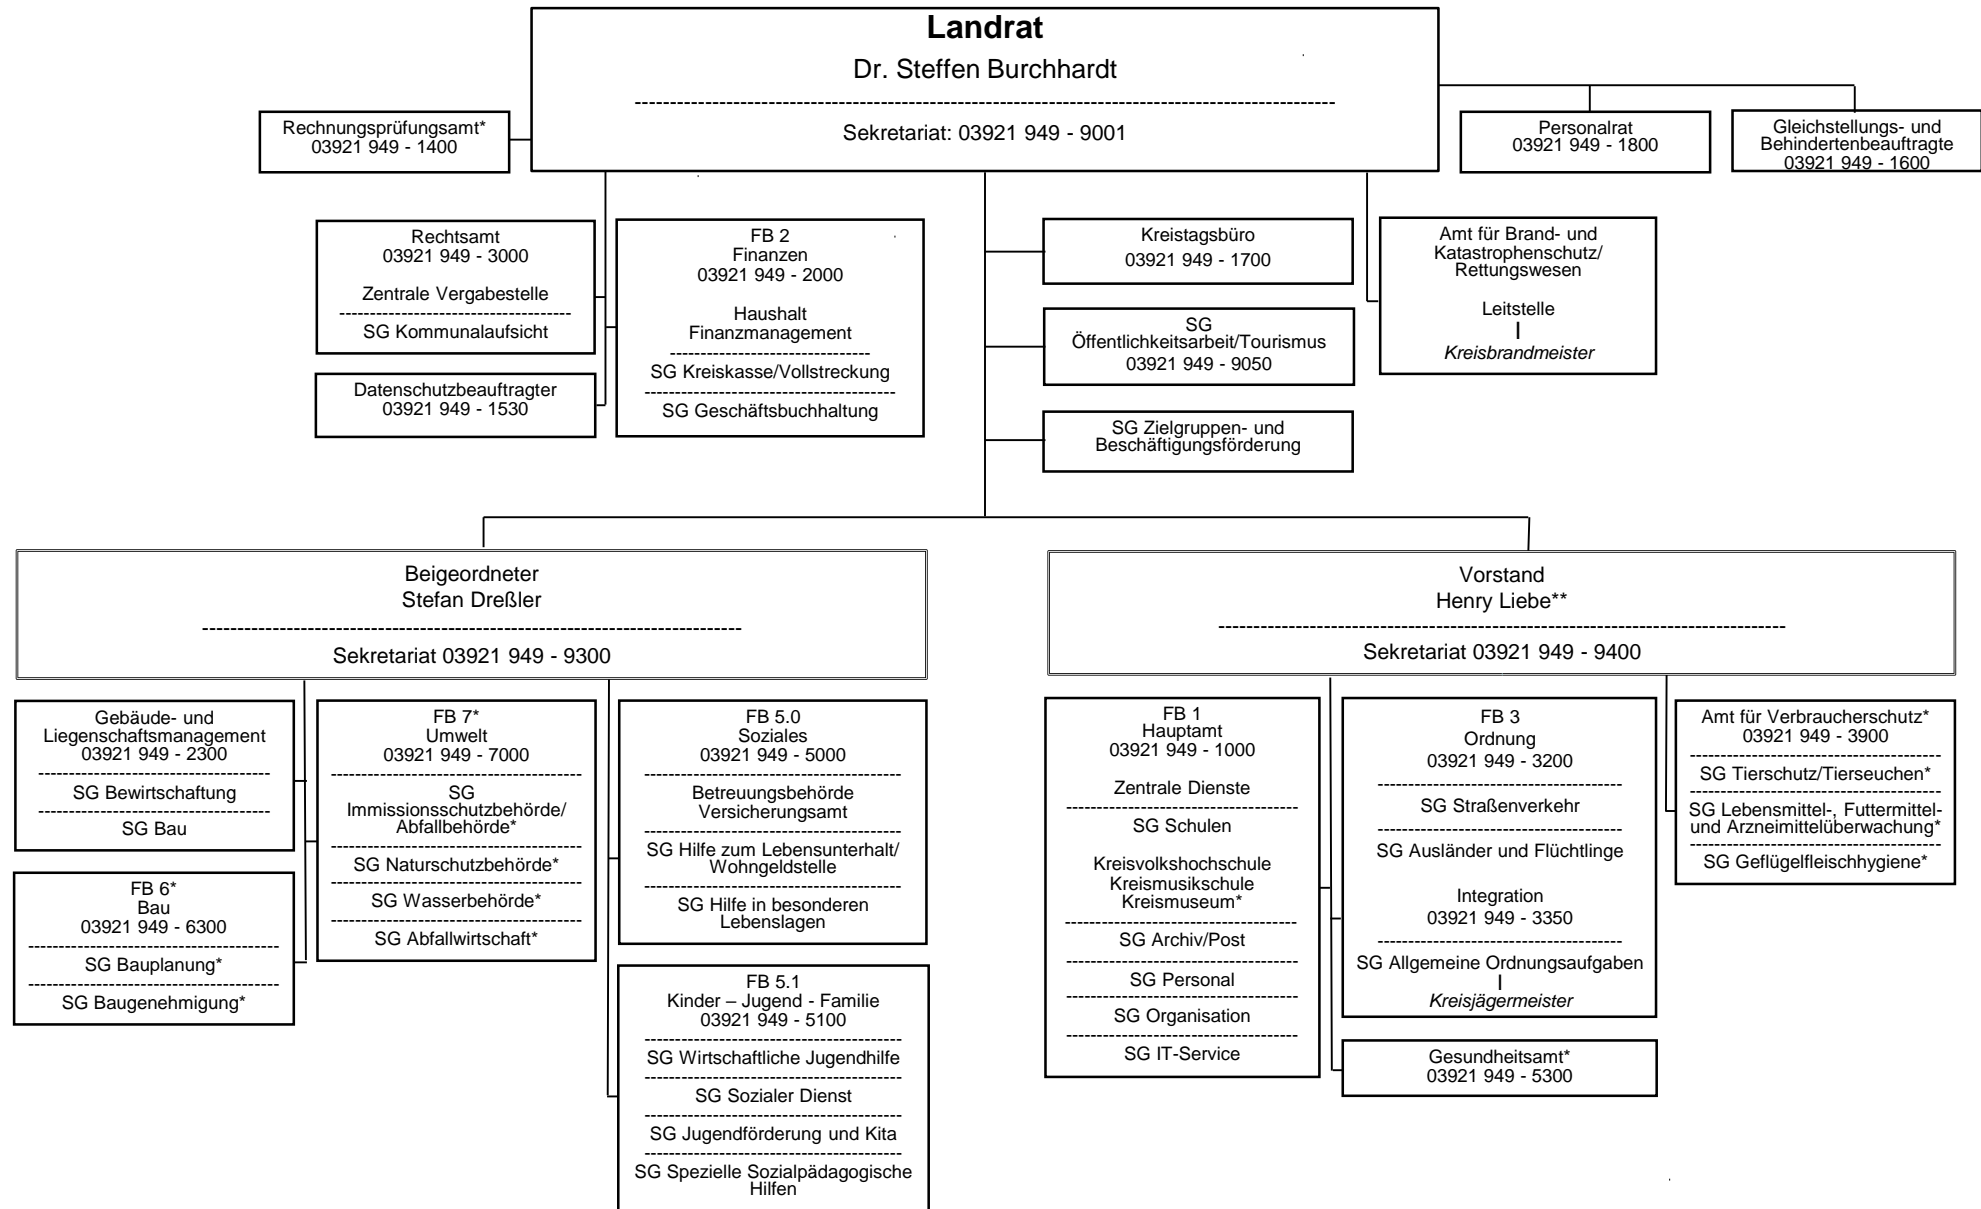 Landrat
Dr. Steffen Burchhardt
Sekretariat: 03921 949 - 9001
Rechnungsprüfungsamt*
03921 949 - 1400
Personalrat
03921 949 - 1800
Gleichstellungs- und
Behindertenbeauftragte
03921 949 - 1600
Rechtsamt
03921 949 - 3000
Zentrale Vergabestelle
SG Kommunalaufsicht
Datenschutzbeauftragter
03921 949 - 1530
FB 2
Finanzen
03921 949 - 2000
Haushalt
Finanzmanagement
SG Kreiskasse/Vollstreckung
SG Geschäftsbuchhaltung
Kreistagsbüro
03921 949 - 1700
SG
Öffentlichkeitsarbeit/Tourismus
03921 949 - 9050
SG Zielgruppen- und
Beschäftigungsförderung
Amt für Brand- und
Katastrophenschutz/
Rettungswesen
Leitstelle
Kreisbrandmeister
Beigeordneter
Stefan Dreßler
Sekretariat 03921 949 - 9300
Vorstand
Henry Liebe**
Sekretariat 03921 949 - 9400
Gebäude- und
Liegenschaftsmanagement
03921 949 - 2300
SG Bewirtschaftung
SG Bau
FB 6*
Bau
03921 949 - 6300
SG Bauplanung*
SG Baugenehmigung*
FB 7*
Umwelt
03921 949 - 7000
SG
Immissionsschutzbehörde/
Abfallbehörde*
SG Naturschutzbehörde*
SG Wasserbehörde*
SG Abfallwirtschaft*
FB 5.0
Soziales
03921 949 - 5000
Betreuungsbehörde
Versicherungsamt
SG Hilfe zum Lebensunterhalt/
Wohngeldstelle
SG Hilfe in besonderen
Lebenslagen
FB 5.1
Kinder – Jugend - Familie
03921 949 - 5100
SG Wirtschaftliche Jugendhilfe
SG Sozialer Dienst
SG Jugendförderung und Kita
SG Spezielle Sozialpädagogische
Hilfen
FB 1
Hauptamt
03921 949 - 1000
Zentrale Dienste
SG Schulen
Kreisvolkshochschule
Kreismusikschule
Kreismuseum*
SG Archiv/Post
SG Personal
SG Organisation
SG IT-Service
FB 3
Ordnung
03921 949 - 3200
SG Straßenverkehr
SG Ausländer und Flüchtlinge
Integration
03921 949 - 3350
SG Allgemeine Ordnungsaufgaben
Kreisjägermeister
Gesundheitsamt*
03921 949 - 5300
Amt für Verbraucherschutz*
03921 949 - 3900
SG Tierschutz/Tierseuchen*
SG Lebensmittel-, Futtermittel-
und Arzneimittelüberwachung*
SG Geflügelfleischhygiene*